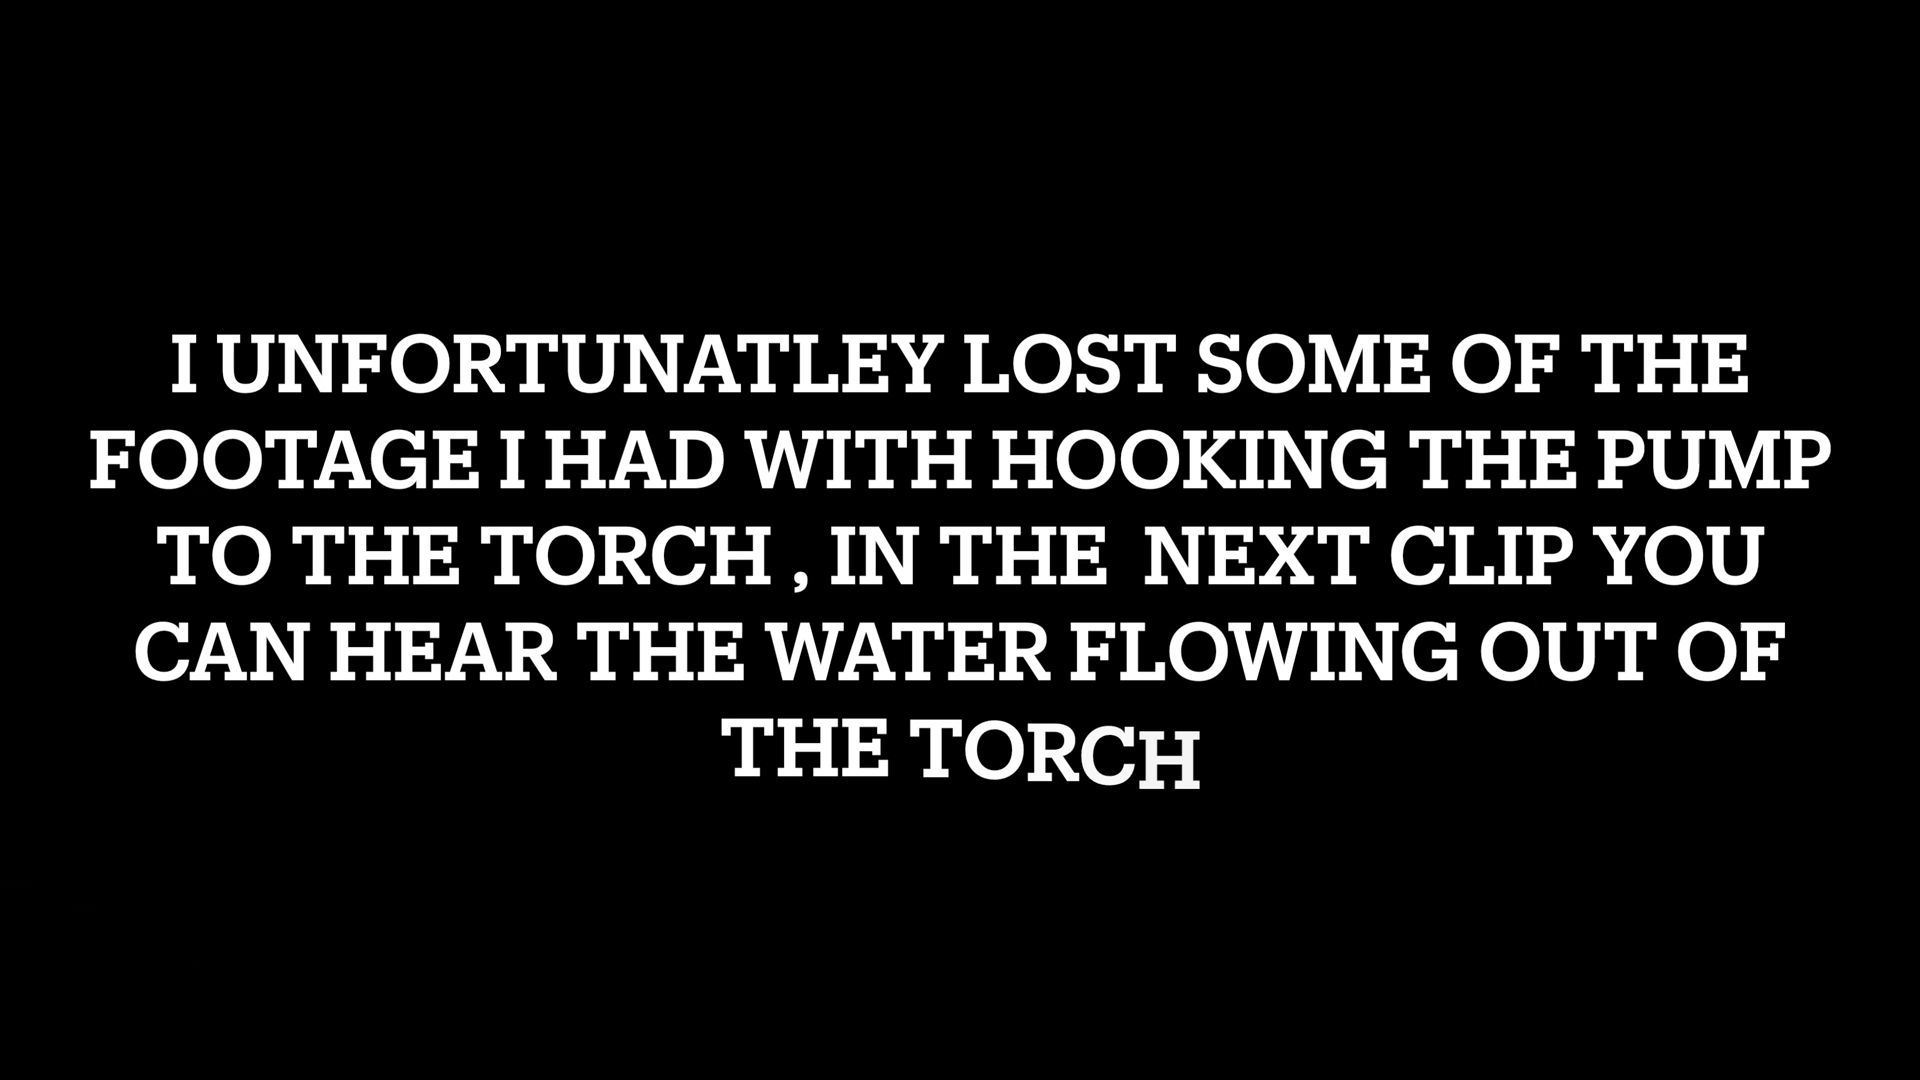 I UNFORTUNATLEY LOST SOME OF THE
FOOTAGE I HAD WITH HOOKING THE PUMP
TO THE TORCH , IN THE  NEXT CLIP YOU
CAN HEAR THE WATER FLOWING OUT OF
THE TORCH